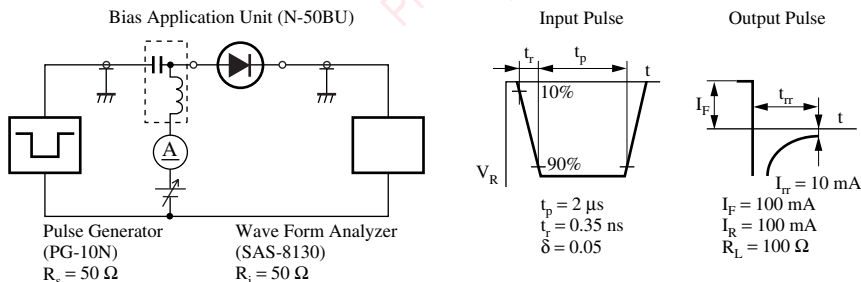 Bias Application Unit (N-50BU)
A
Pulse Generator
(PG-10N)
R_s = 50 Ω
Wave Form Analyzer
(SAS-8130)
R_i = 50 Ω
Input Pulse
t_r
t_p
t
10%
90%
V_R
t_p = 2 μs
t_r = 0.35 ns
δ = 0.05
Output Pulse
I_F
t_rr
t
I_rr = 10 mA
I_F = 100 mA
I_R = 100 mA
R_L = 100 Ω